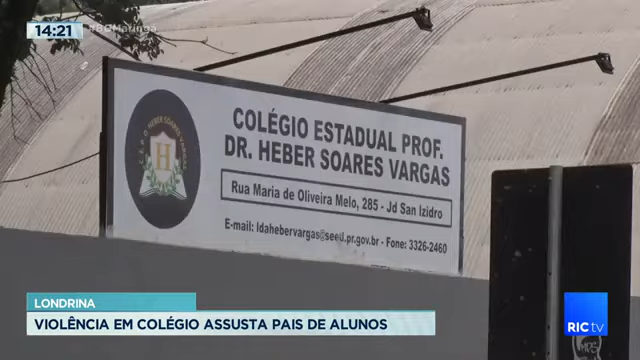 14:21
#BGMaringá
COLÉGIO ESTADUAL PROF.
DR. HEBER SOARES VARGAS
H
Rua Maria de Oliveira Melo, 285 - Jd San Izidro
E-mail: ldahebervargas@seed.pr.gov.br - Fone: 3326-2460
LONDRINA
VIOLÊNCIA EM COLÉGIO ASSUSTA PAIS DE ALUNOS
RIC tv